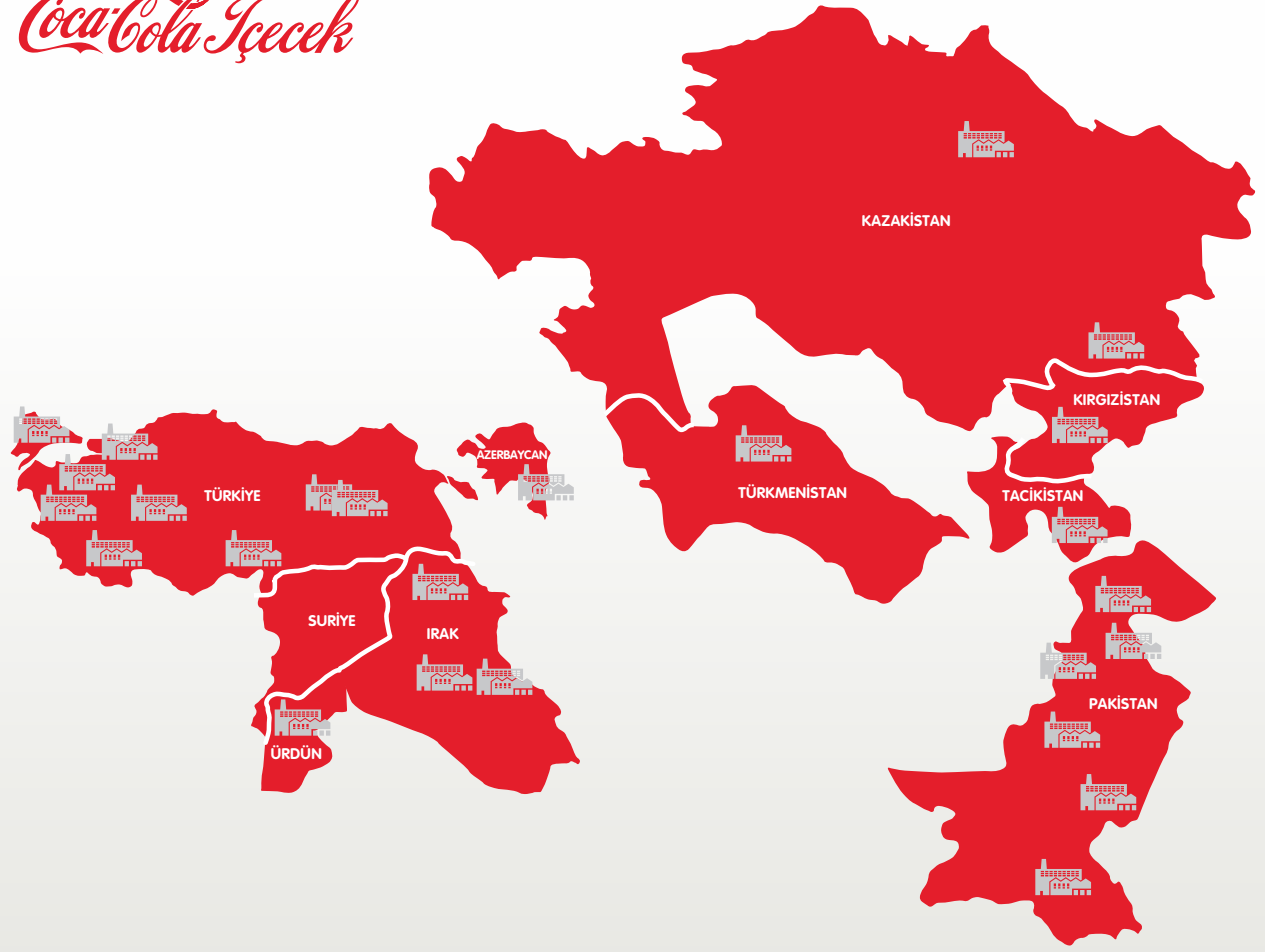 Coca-Cola İçecek
KAZAKİSTAN
KIRGIZİSTAN
AZERBAYCAN
TÜRKİYE
TÜRKMENİSTAN
TACİKİSTAN
SURİYE
IRAK
PAKİSTAN
ÜRDÜN